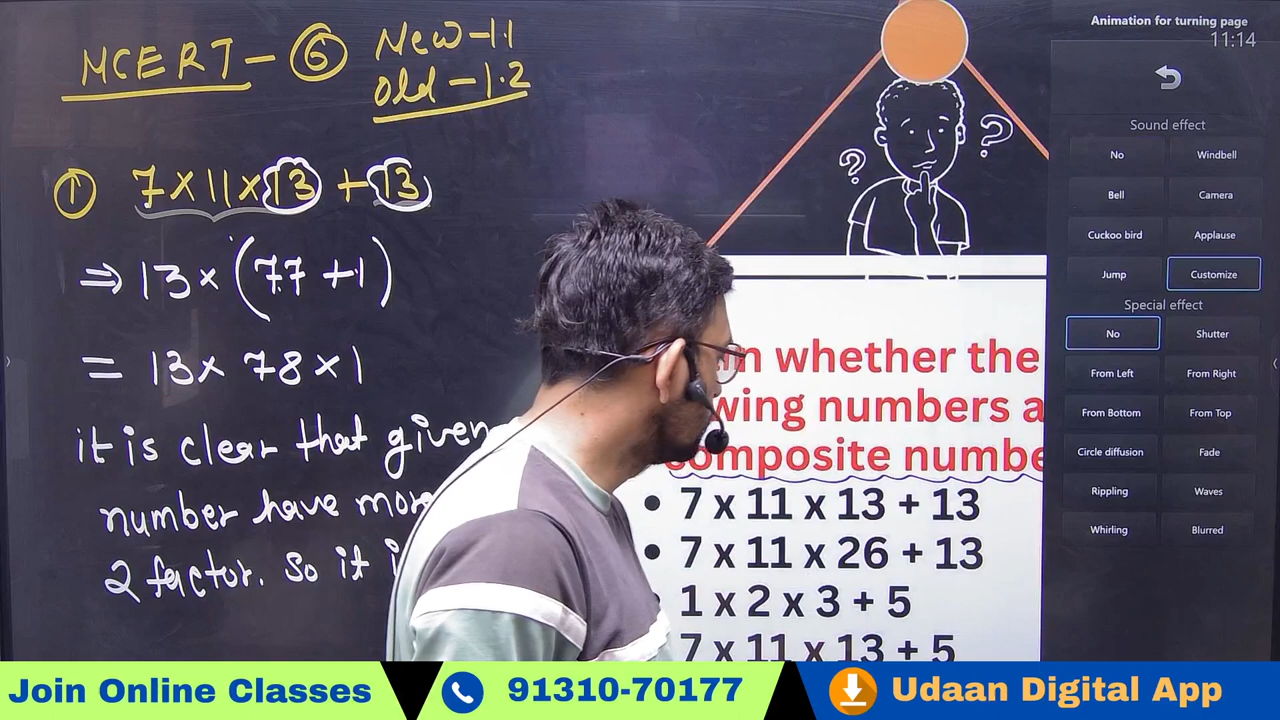 NCERT - 6 New - 1.1
Old - 1.2
① 7 × 11 × 13 + 13
⇒ 13 × (77 + 1)
= 13 × 78 × 1
it is clear that given
number have more
2 factor. So it i
? ?
n whether the
wing numbers a
composite numbe
• 7 x 11 x 13 + 13
• 7 x 11 x 26 + 13
• 1 x 2 x 3 + 5
7 x 11 x 13 + 5
Animation for turning page
11:14
Sound effect
No Windbell
Bell Camera
Cuckoo bird Applause
Jump Customize
Special effect
No Shutter
From Left From Right
From Bottom From Top
Circle diffusion Fade
Rippling Waves
Whirling Blurred
Join Online Classes 91310-70177 Udaan Digital App